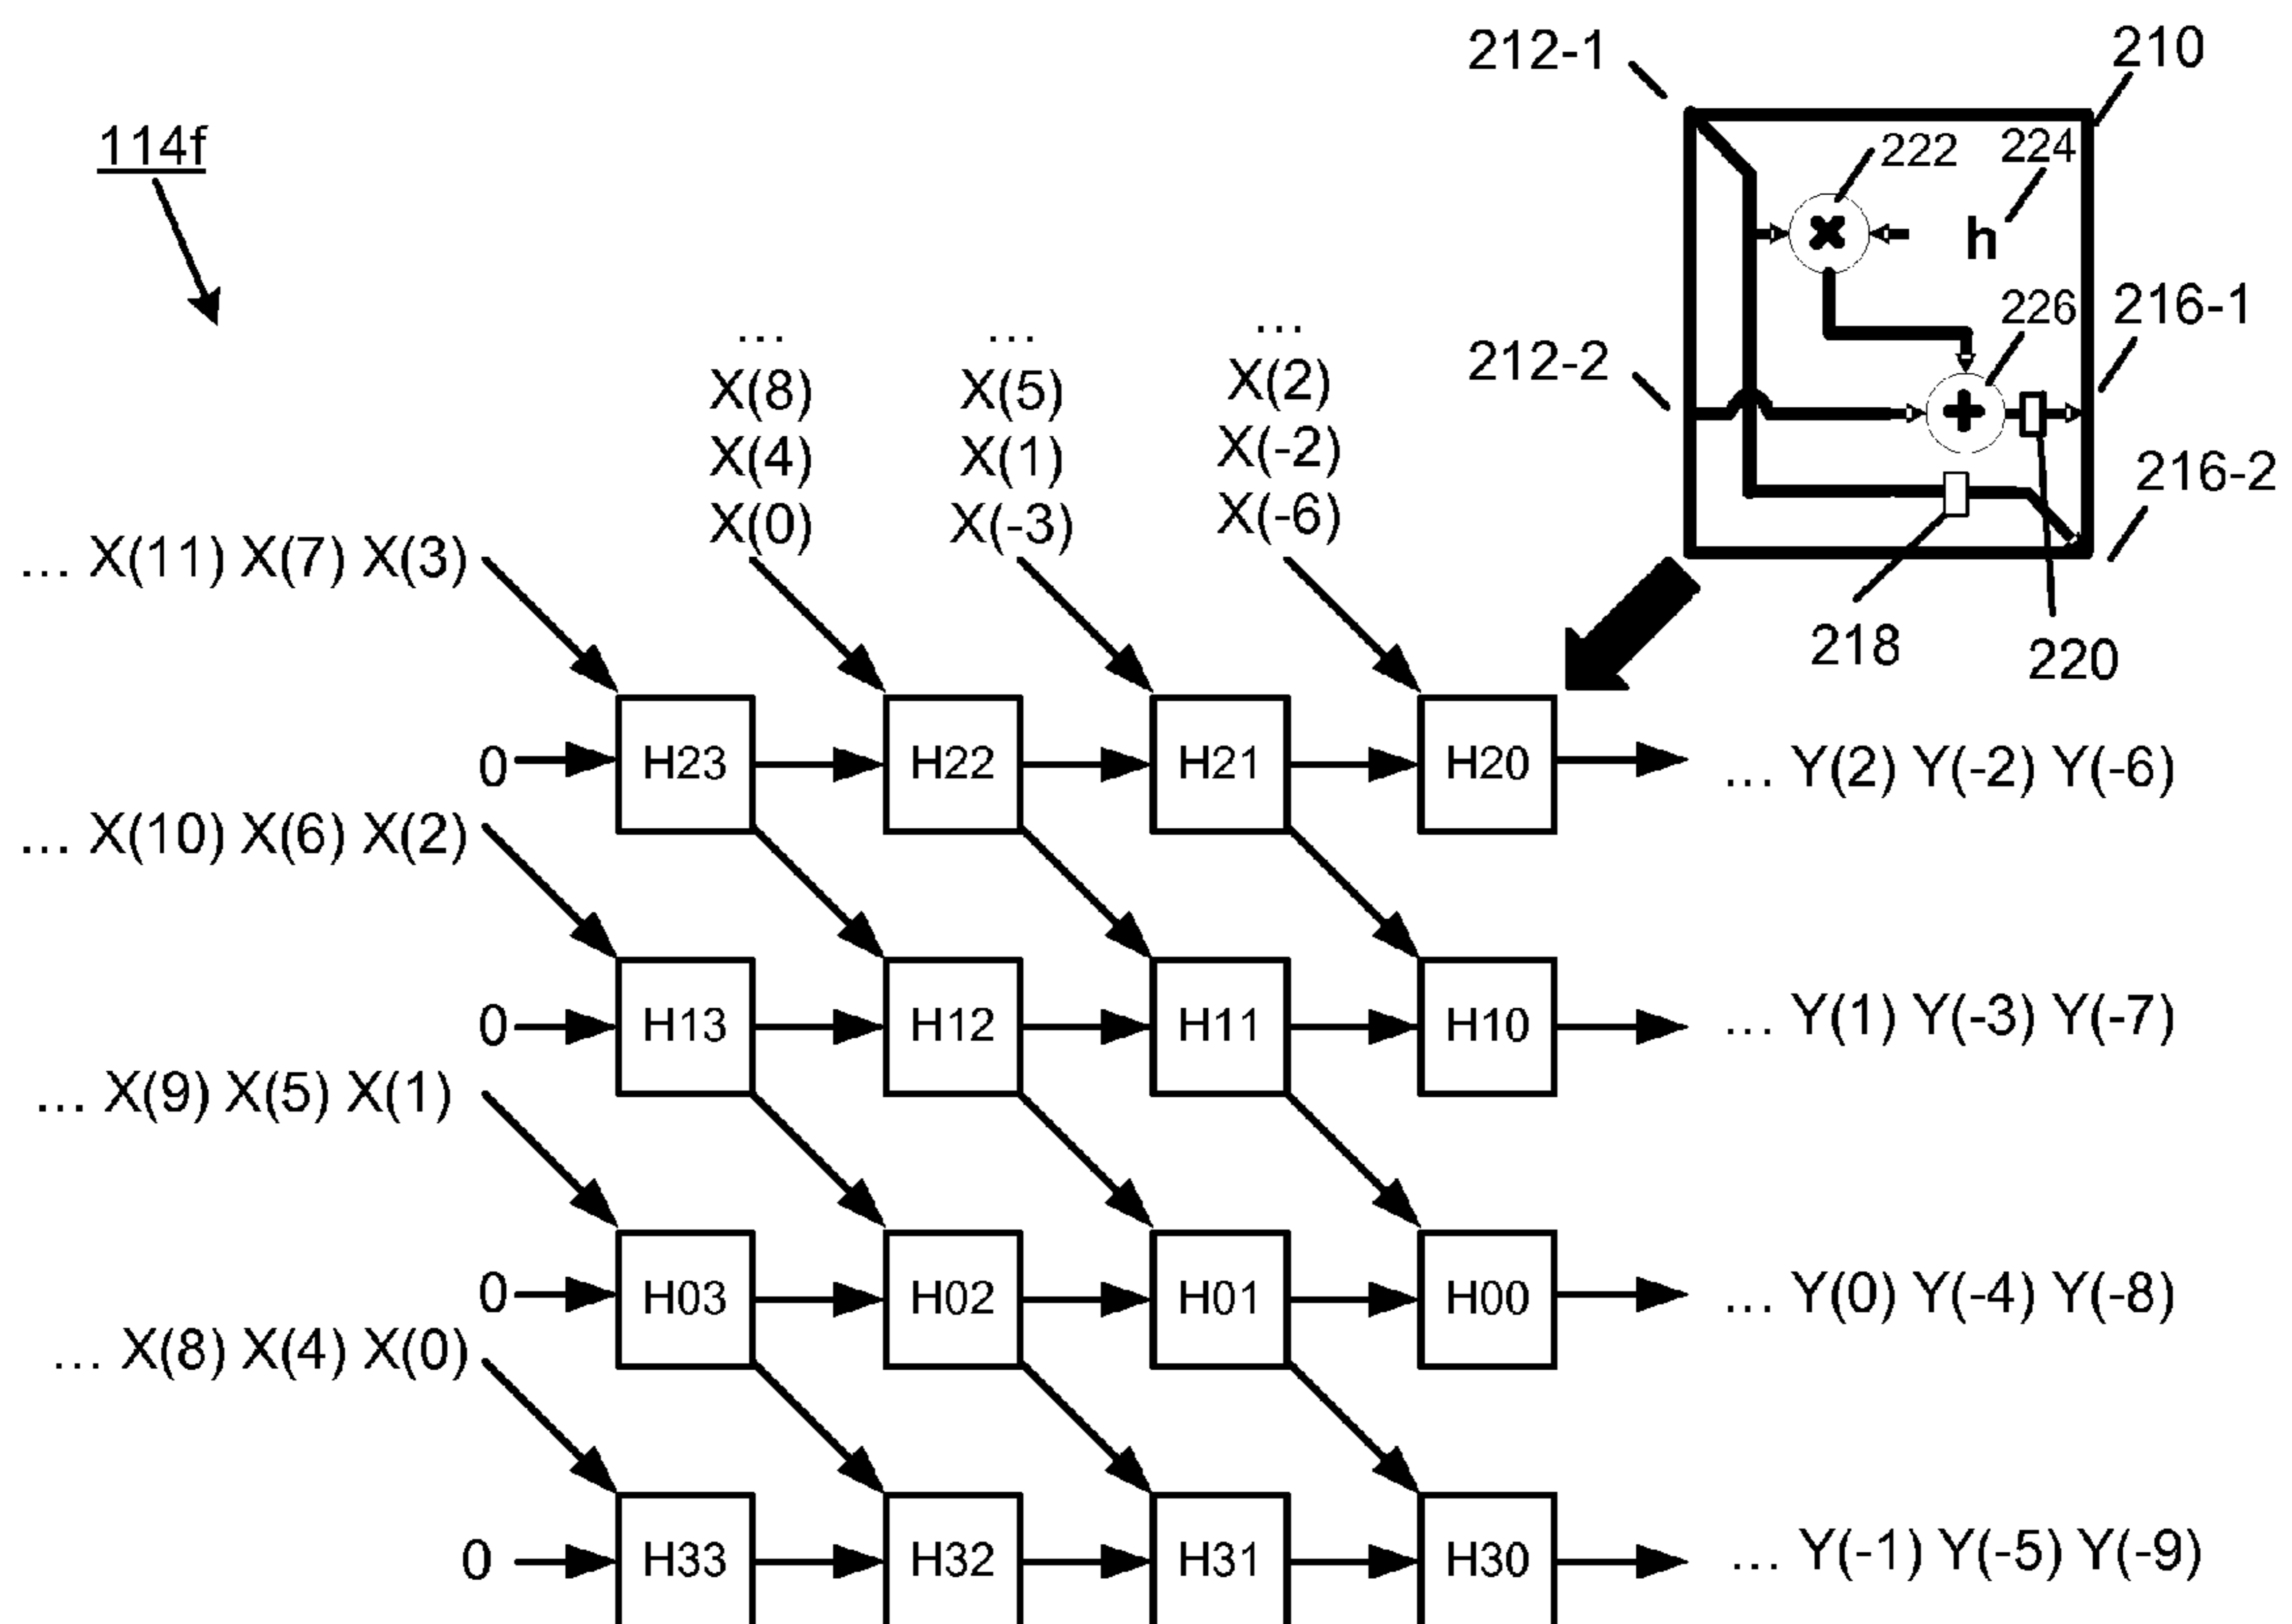 212-1
210
114f
222 224
h
216-1
226
212-2
216-2
218
220
... ... ...
X(8) X(5) X(2)
X(4) X(1) X(-2)
X(0) X(-3) X(-6)
... X(11) X(7) X(3)
0 H23 H22 H21 H20 ... Y(2) Y(-2) Y(-6)
... X(10) X(6) X(2)
0 H13 H12 H11 H10 ... Y(1) Y(-3) Y(-7)
... X(9) X(5) X(1)
0 H03 H02 H01 H00 ... Y(0) Y(-4) Y(-8)
... X(8) X(4) X(0)
0 H33 H32 H31 H30 ... Y(-1) Y(-5) Y(-9)